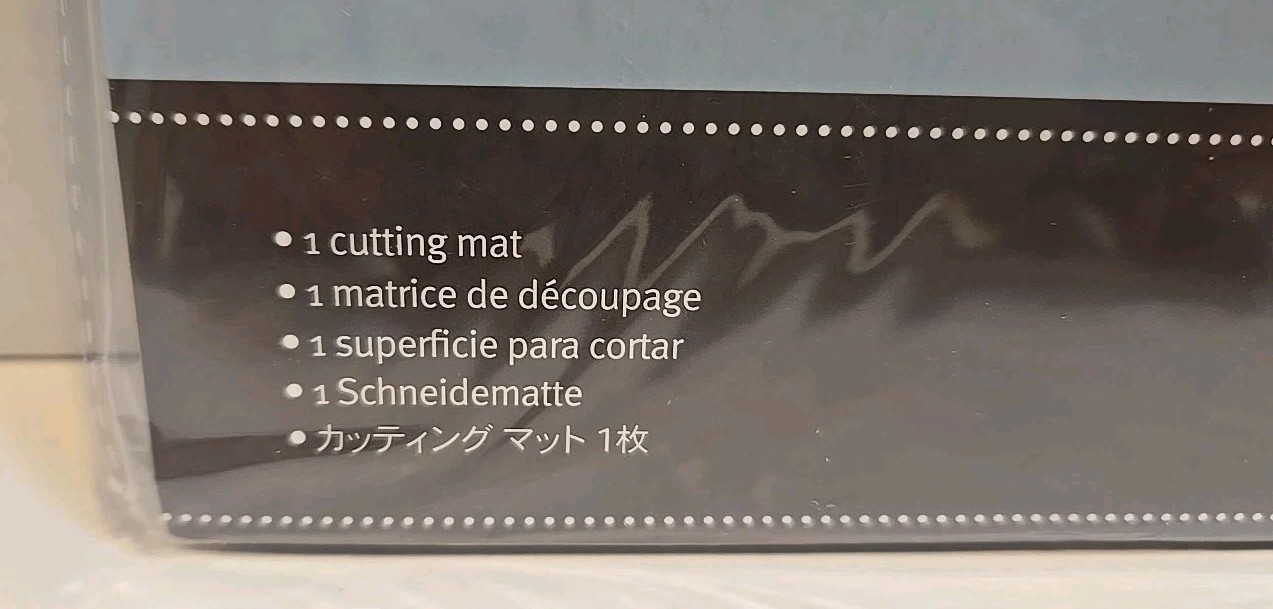 • 1 cutting mat
• 1 matrice de découpage
• 1 superficie para cortar
• 1 Schneidematte
• カッティング マット 1枚